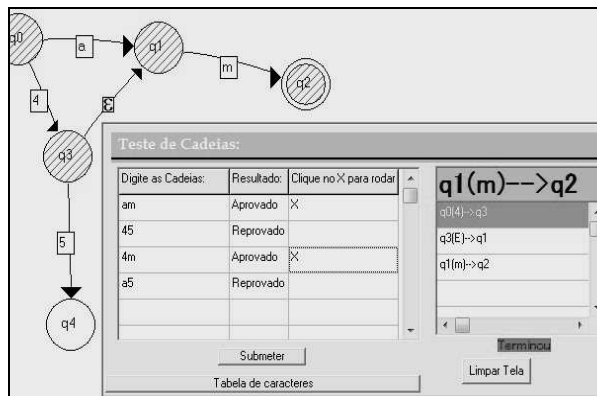 q0
a
q1
m
q2
4
ε
q3
5
q4
Teste de Cadeias:
Digite as Cadeias: Resultado: Clique no X para rodar
am Aprovado X
45 Reprovado
4m Aprovado X
a5 Reprovado
Submeter
Tabela de caracteres
q1(m)-->q2
q0(4)->q3
q3(E)->q1
q1(m)->q2
Terminou
Limpar Tela